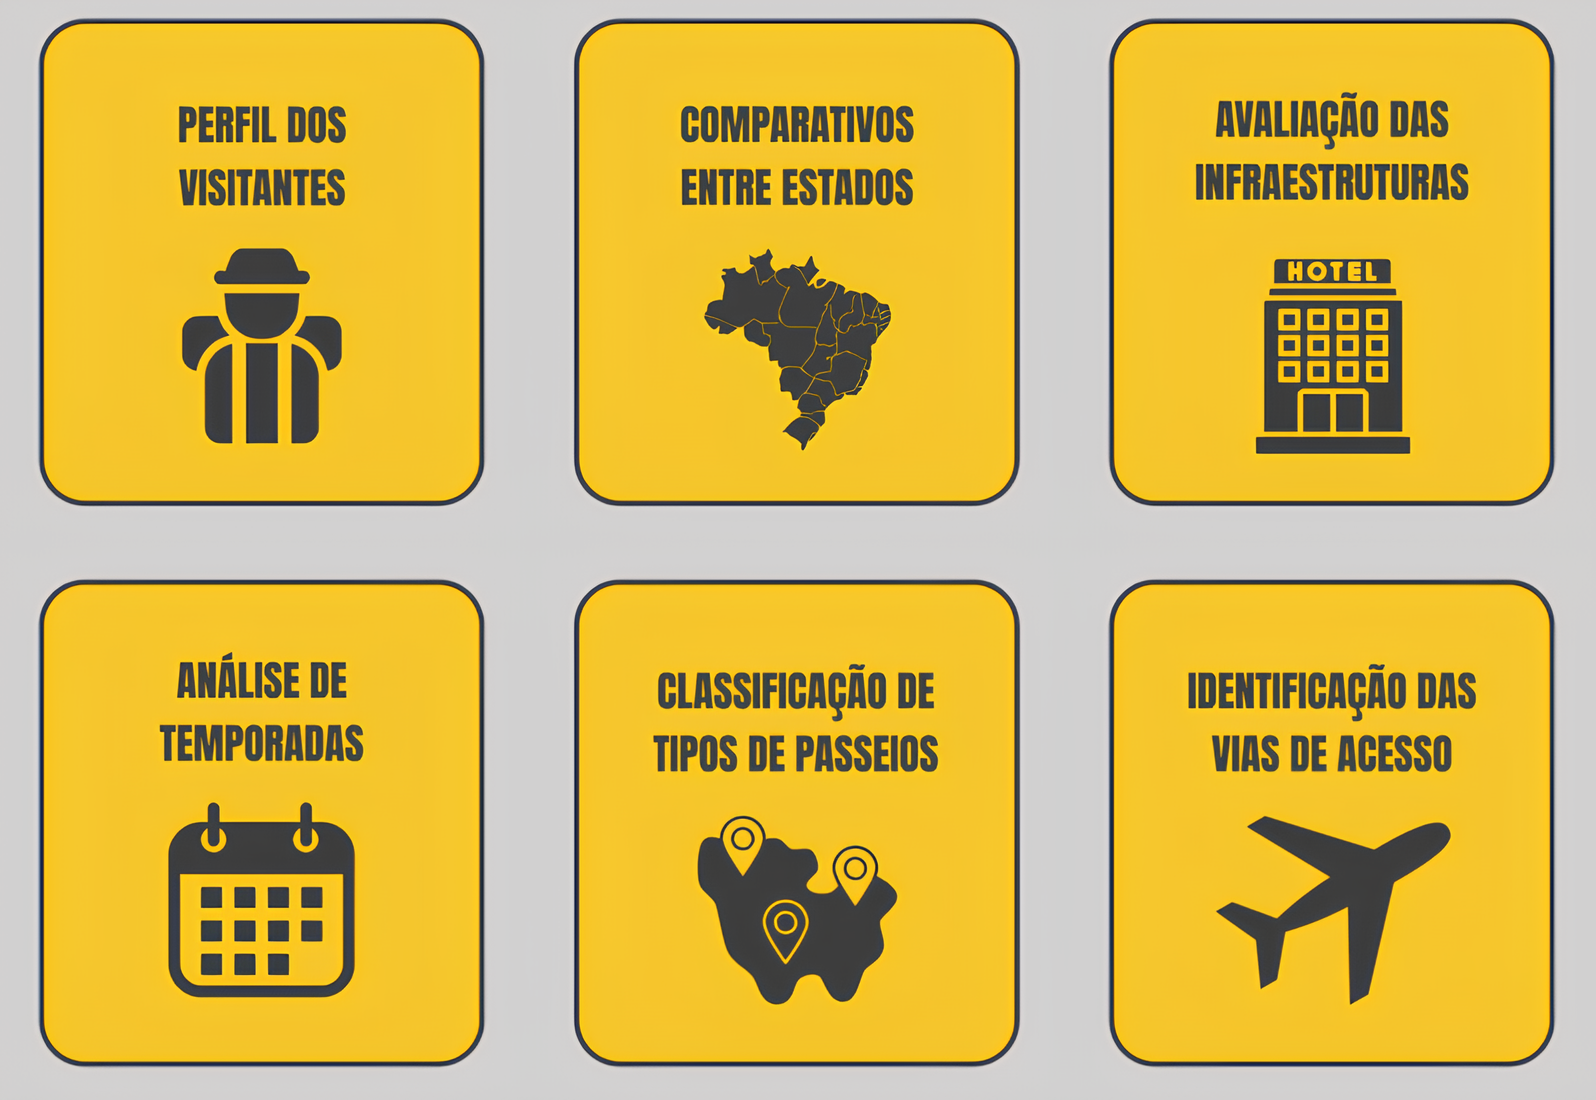 PERFIL DOS
VISITANTES
COMPARATIVOS
ENTRE ESTADOS
AVALIAÇÃO DAS
INFRAESTRUTURAS
HOTEL
ANÁLISE DE
TEMPORADAS
CLASSIFICAÇÃO DE
TIPOS DE PASSEIOS
IDENTIFICAÇÃO DAS
VIAS DE ACESSO